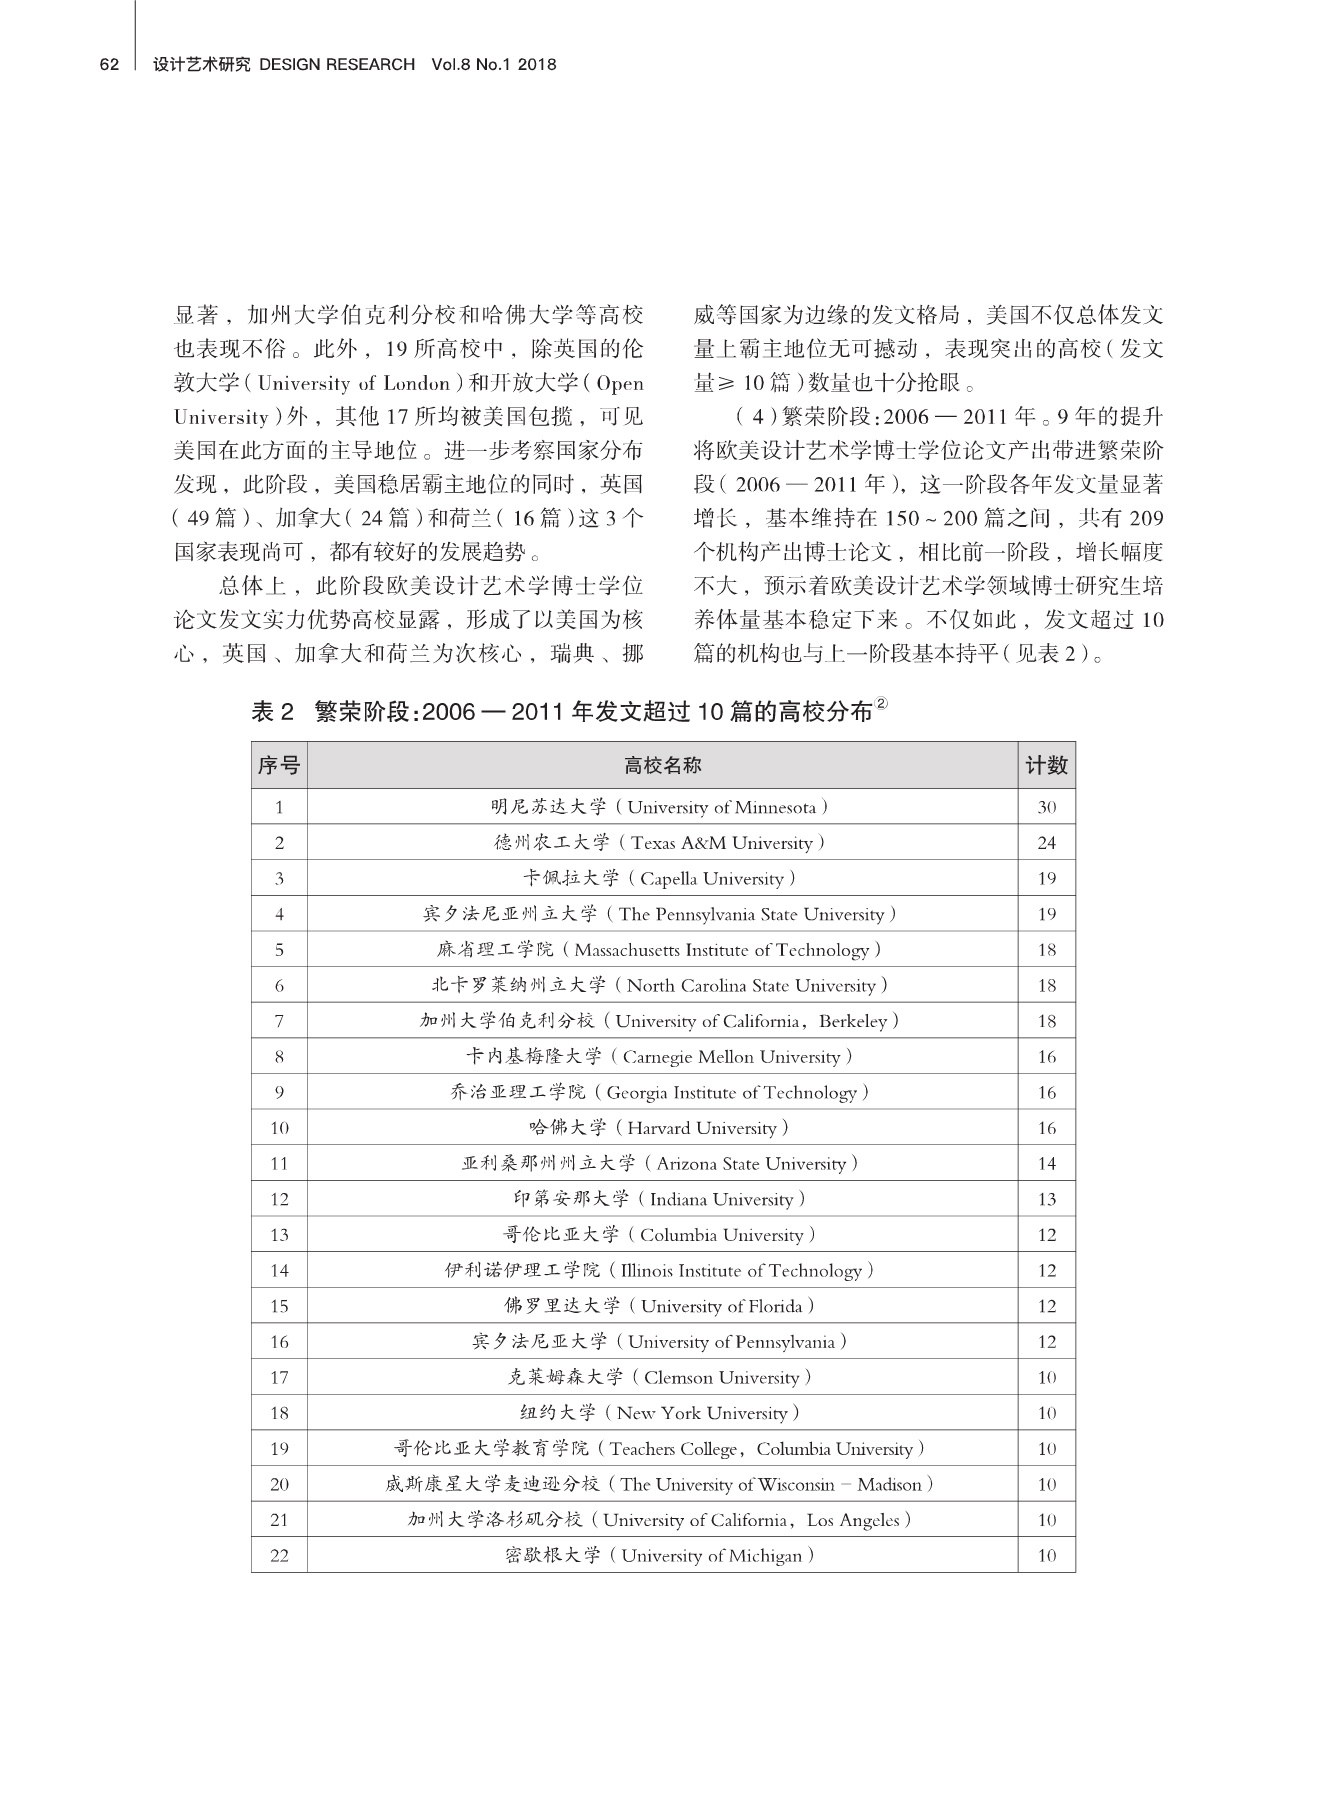 62 设计艺术研究 DESIGN RESEARCH Vol.8 No.1 2018
显著，加州大学伯克利分校和哈佛大学等高校
也表现不俗。此外，19 所高校中，除英国的伦
敦大学（University of London）和开放大学（Open
University）外，其他 17 所均被美国包揽，可见
美国在此方面的主导地位。进一步考察国家分布
发现，此阶段，美国稳居霸主地位的同时，英国
（49 篇）、加拿大（24 篇）和荷兰（16 篇）这 3 个
国家表现尚可，都有较好的发展趋势。
总体上，此阶段欧美设计艺术学博士学位
论文发文实力优势高校显露，形成了以美国为核
心，英国、加拿大和荷兰为次核心，瑞典、挪
威等国家为边缘的发文格局，美国不仅总体发文
量上霸主地位无可撼动，表现突出的高校（发文
量≥ 10 篇）数量也十分抢眼。
（4）繁荣阶段:2006 — 2011 年。9 年的提升
将欧美设计艺术学博士学位论文产出带进繁荣阶
段（2006 — 2011 年），这一阶段各年发文量显著
增长，基本维持在 150 ~ 200 篇之间，共有 209
个机构产出博士论文，相比前一阶段，增长幅度
不大，预示着欧美设计艺术学领域博士研究生培
养体量基本稳定下来。不仅如此，发文超过 10
篇的机构也与上一阶段基本持平（见表 2）。
表 2 繁荣阶段:2006 — 2011 年发文超过 10 篇的高校分布②
序号 高校名称 计数
1 明尼苏达大学（University of Minnesota） 30
2 德州农工大学（Texas A&M University） 24
3 卡佩拉大学（Capella University） 19
4 宾夕法尼亚州立大学（The Pennsylvania State University） 19
5 麻省理工学院（Massachusetts Institute of Technology） 18
6 北卡罗莱纳州立大学（North Carolina State University） 18
7 加州大学伯克利分校（University of California，Berkeley） 18
8 卡内基梅隆大学（Carnegie Mellon University） 16
9 乔治亚理工学院（Georgia Institute of Technology） 16
10 哈佛大学（Harvard University） 16
11 亚利桑那州州立大学（Arizona State University） 14
12 印第安那大学（Indiana University） 13
13 哥伦比亚大学（Columbia University） 12
14 伊利诺伊理工学院（Illinois Institute of Technology） 12
15 佛罗里达大学（University of Florida） 12
16 宾夕法尼亚大学（University of Pennsylvania） 12
17 克莱姆森大学（Clemson University） 10
18 纽约大学（New York University） 10
19 哥伦比亚大学教育学院（Teachers College，Columbia University） 10
20 威斯康星大学麦迪逊分校（The University of Wisconsin － Madison） 10
21 加州大学洛杉矶分校（University of California，Los Angeles） 10
22 密歇根大学（University of Michigan） 10